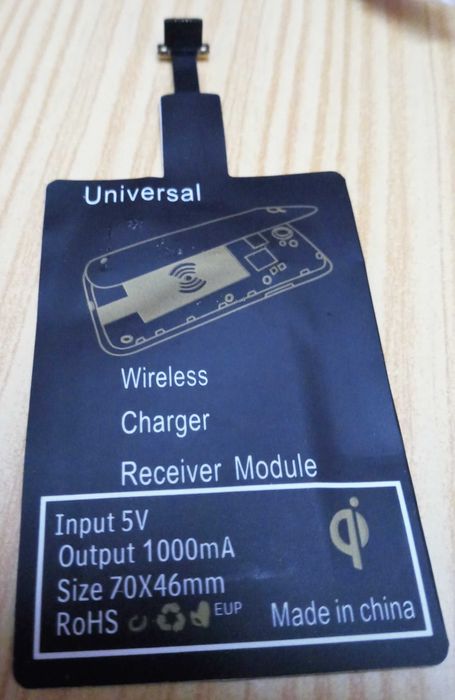 Universal
Wireless
Charger
Receiver Module
Input 5V
Output 1000mA
Size 70X46mm
RoHS EUP Made in china